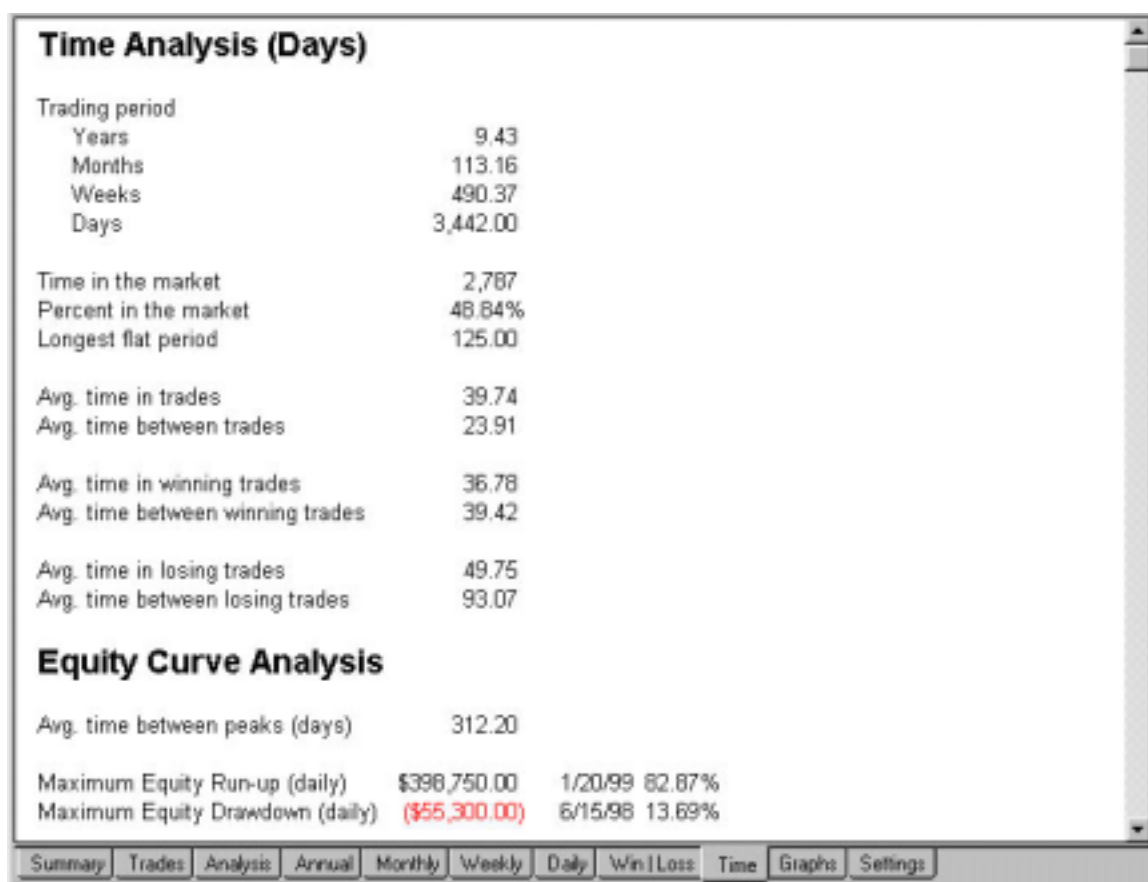 Time Analysis (Days)
Trading period
Years 9.43
Months 113.16
Weeks 490.37
Days 3,442.00
Time in the market 2,787
Percent in the market 48.84%
Longest flat period 125.00
Avg. time in trades 39.74
Avg. time between trades 23.91
Avg. time in winning trades 36.78
Avg. time between winning trades 39.42
Avg. time in losing trades 49.75
Avg. time between losing trades 93.07
Equity Curve Analysis
Avg. time between peaks (days) 312.20
Maximum Equity Run-up (daily) $398,750.00 1/20/99 82.87%
Maximum Equity Drawdown (daily) ($55,300.00) 6/15/98 13.69%
Summary Trades Analysis Annual Monthly Weekly Daily Win|Loss Time Graphs Settings